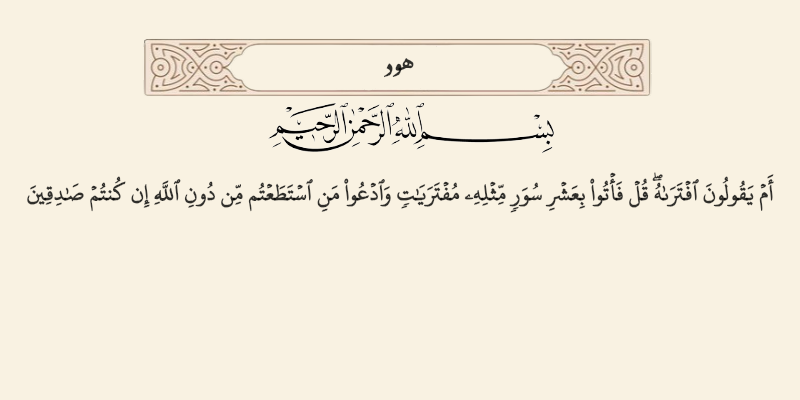 هود
بِسْمِ ٱللَّهِ ٱلرَّحْمَٰنِ ٱلرَّحِيمِ
أَمْ يَقُولُونَ ٱفْتَرَىٰهُۖ قُلْ فَأْتُوا۟ بِعَشْرِ سُوَرٍۢ مِّثْلِهِۦ مُفْتَرَيَـٰتٍۢ وَٱدْعُوا۟ مَنِ ٱسْتَطَعْتُم مِّن دُونِ ٱللَّهِ إِن كُنتُمْ صَـٰدِقِينَ